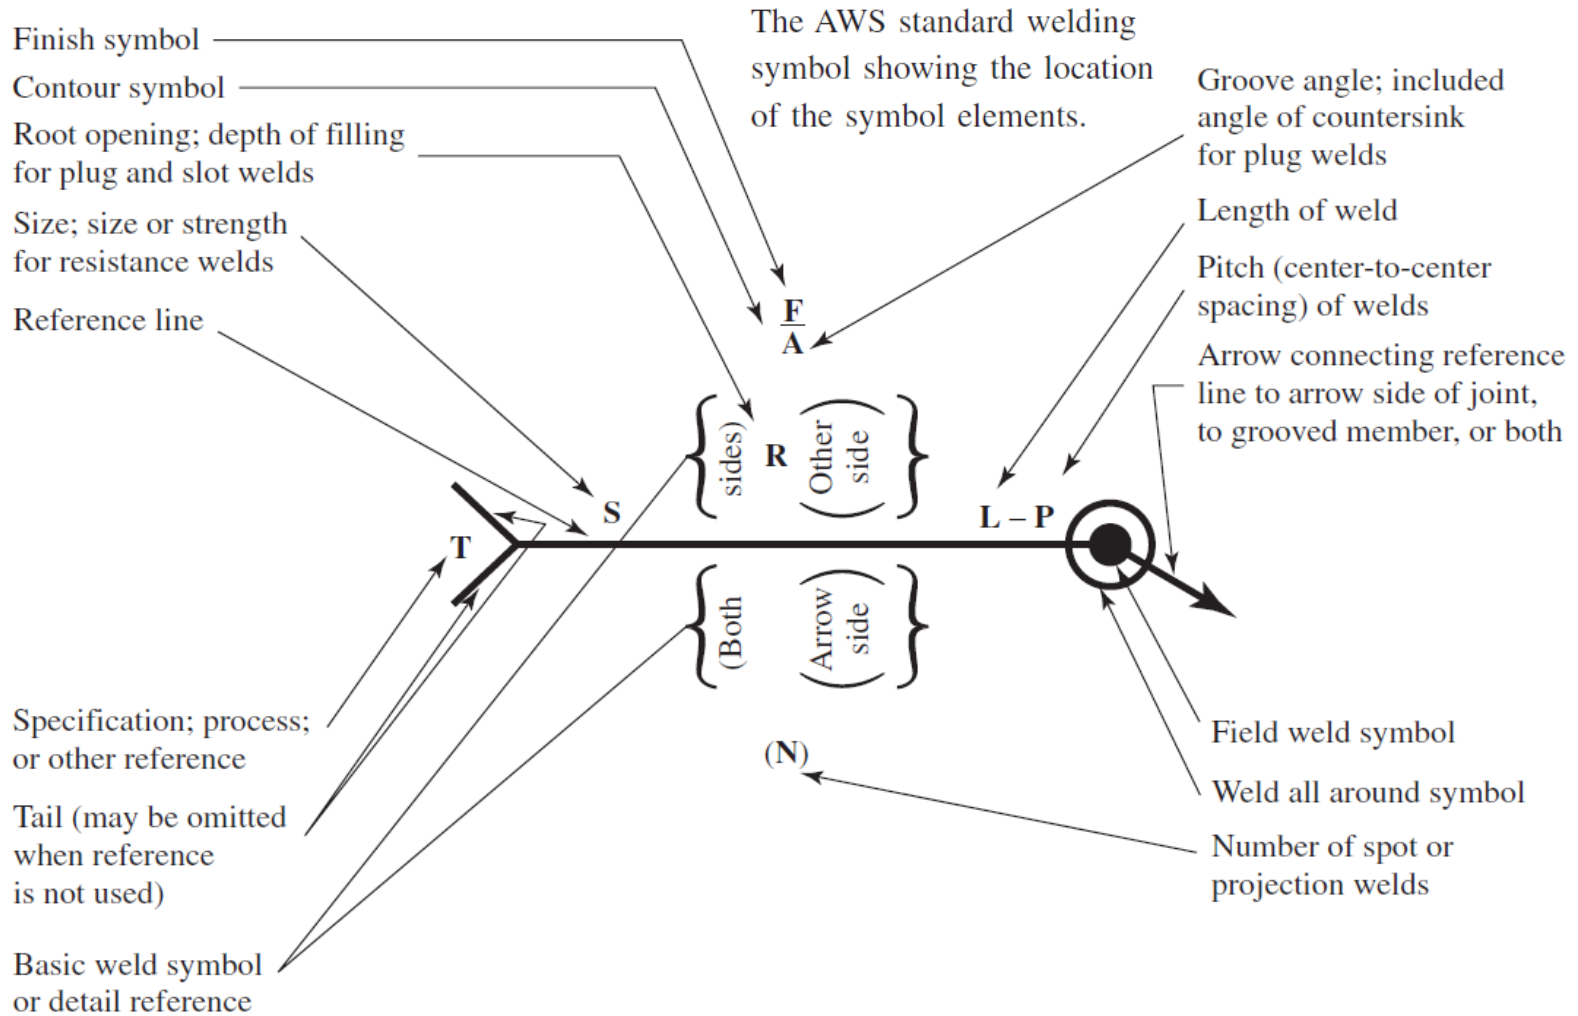 Finish symbol
Contour symbol
Root opening; depth of filling
for plug and slot welds
Size; size or strength
for resistance welds
Reference line
The AWS standard welding
symbol showing the location
of the symbol elements.
Groove angle; included
angle of countersink
for plug welds
Length of weld
Pitch (center-to-center
spacing) of welds
Arrow connecting reference
line to arrow side of joint,
to grooved member, or both
F
A
sides)
R
Other
side
S
L – P
T
(Both
Arrow
side
(N)
Specification; process;
or other reference
Tail (may be omitted
when reference
is not used)
Basic weld symbol
or detail reference
Field weld symbol
Weld all around symbol
Number of spot or
projection welds